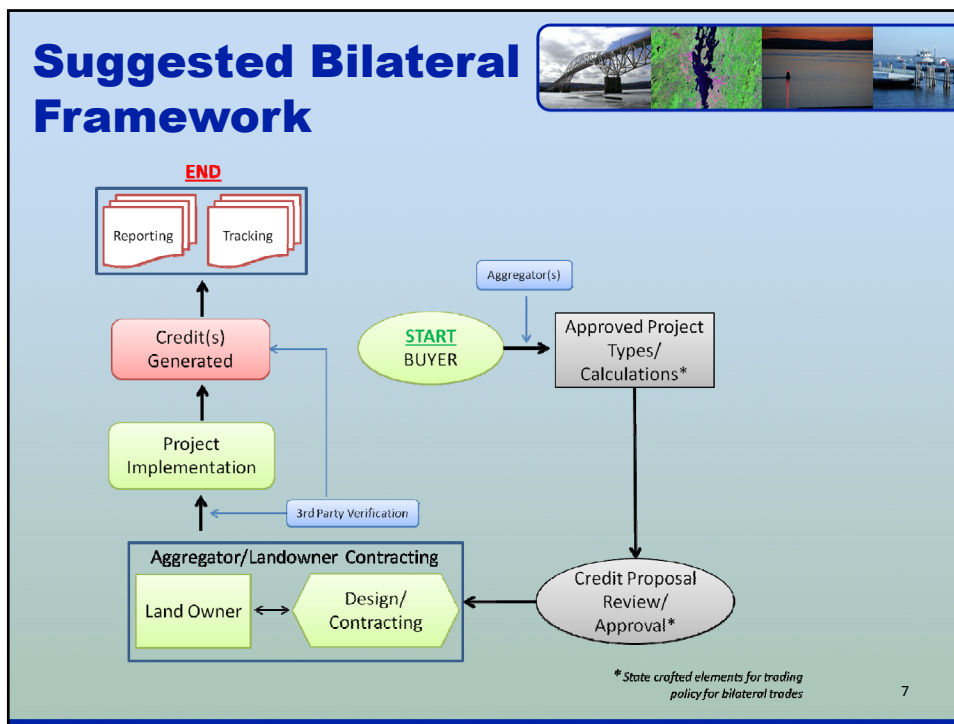 Suggested Bilateral
Framework
END
Reporting
Tracking
Aggregator(s)
Credit(s)
Generated
START
BUYER
Approved Project
Types/
Calculations*
Project
Implementation
3rd Party Verification
Aggregator/Landowner Contracting
Land Owner
Design/
Contracting
Credit Proposal
Review/
Approval*
* State crafted elements for trading
policy for bilateral trades
7